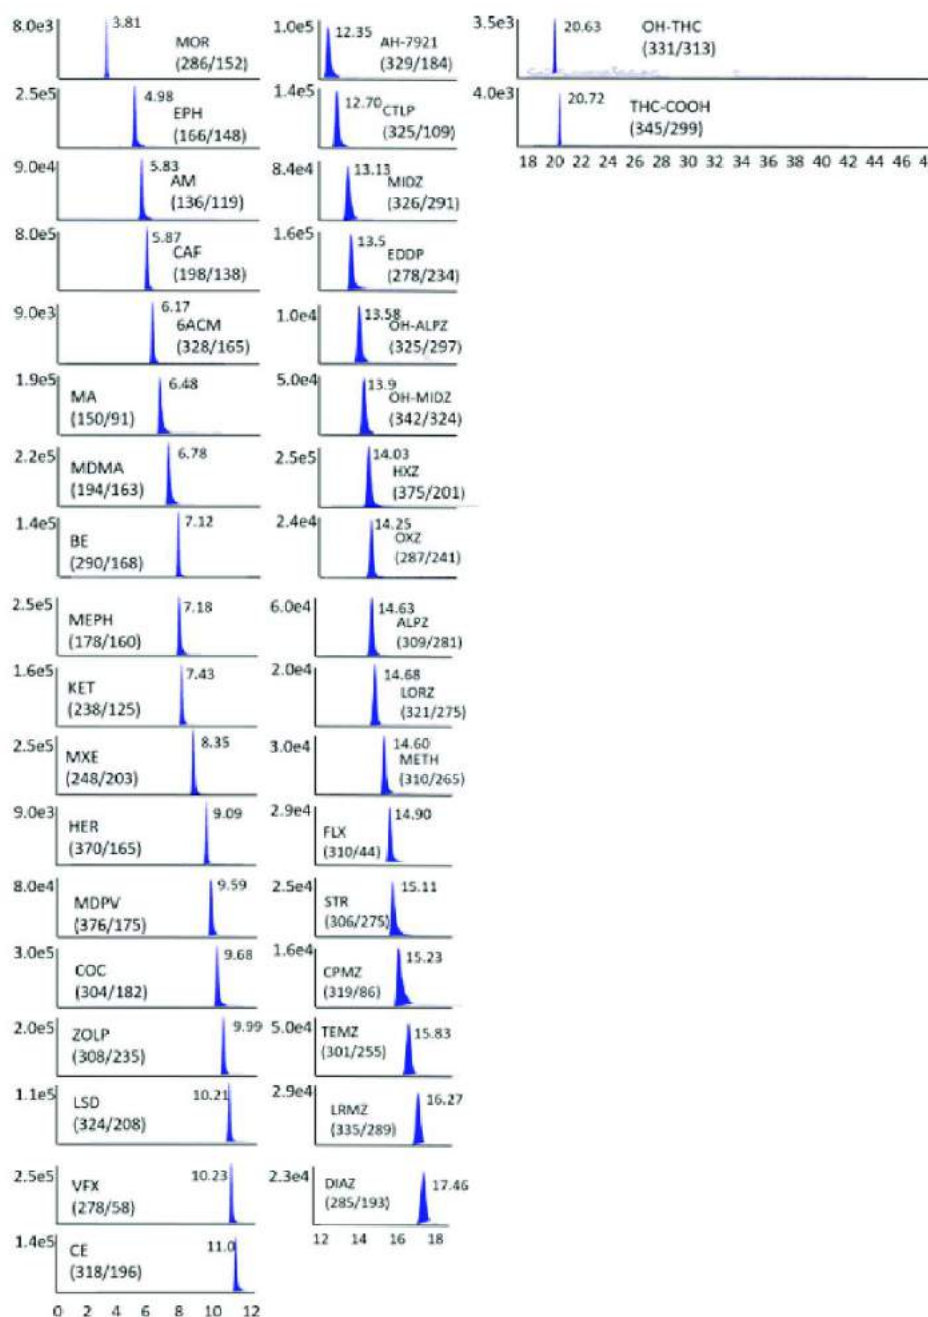 8.0e3 3.81 MOR
(286/152)
2.5e5 4.98 EPH
(166/148)
9.0e4 5.83 AM
(136/119)
8.0e5 5.87 CAF
(198/138)
9.0e3 6.17 6ACM
(328/165)
1.9e5 MA 6.48
(150/91)
2.2e5 MDMA 6.78
(194/163)
1.4e5 BE 7.12
(290/168)
2.5e5 MEPH 7.18
(178/160)
1.6e5 KET 7.43
(238/125)
2.5e5 MXE 8.35
(248/203)
9.0e3 HER 9.09
(370/165)
8.0e4 MDPV 9.59
(376/175)
3.0e5 COC 9.68
(304/182)
2.0e5 ZOLP 9.99
(308/235)
1.1e5 LSD 10.21
(324/208)
2.5e5 VFX 10.23
(278/58)
1.4e5 CE 11.0
(318/196)
0 2 4 6 8 10 12
1.0e5 12.35 AH-7921
(329/184)
1.4e5 12.70 CTLP
(325/109)
8.4e4 13.13 MIDZ
(326/291)
1.6e5 13.5 EDDP
(278/234)
1.0e4 13.58 OH-ALPZ
(325/297)
5.0e4 13.9 OH-MIDZ
(342/324)
2.5e5 14.03 HXZ
(375/201)
2.4e4 14.25 OXZ
(287/241)
6.0e4 14.63 ALPZ
(309/281)
2.0e4 14.68 LORZ
(321/275)
3.0e4 14.60 METH
(310/265)
2.9e4 FLX 14.90
(310/44)
2.5e4 STR 15.11
(306/275)
1.6e4 CPMZ 15.23
(319/86)
5.0e4 TEMZ 15.83
(301/255)
2.9e4 LRMZ 16.27
(335/289)
2.3e4 DIAZ 17.46
(285/193)
12 14 16 18
3.5e3 20.63 OH-THC
(331/313)
4.0e3 20.72 THC-COOH
(345/299)
18 20 22 24 26 28 30 32 34 36 38 40 42 44 46